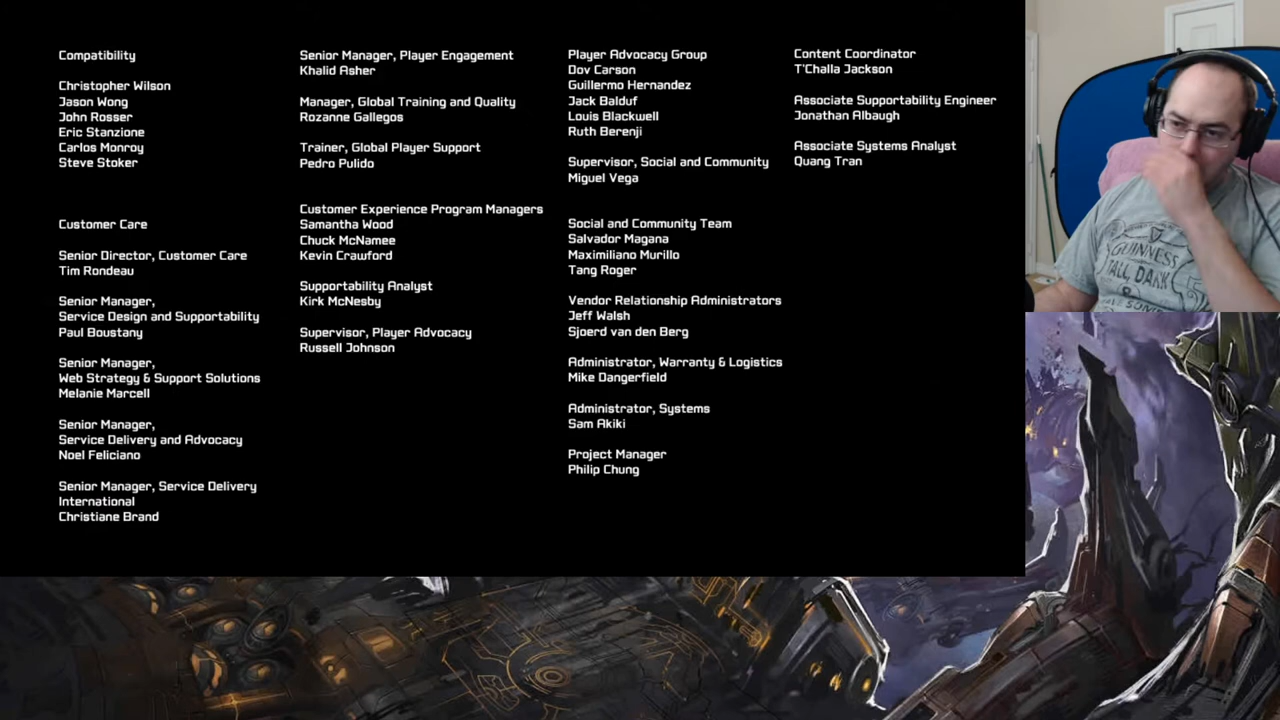 Compatibility
Christopher Wilson
Jason Wong
John Rosser
Eric Stanzione
Carlos Monroy
Steve Stoker
Customer Care
Senior Director, Customer Care
Tim Rondeau
Senior Manager,
Service Design and Supportability
Paul Boustany
Senior Manager,
Web Strategy & Support Solutions
Melanie Marcell
Senior Manager,
Service Delivery and Advocacy
Noel Feliciano
Senior Manager, Service Delivery
International
Christiane Brand
Senior Manager, Player Engagement
Khalid Asher
Manager, Global Training and Quality
Rozanne Gallegos
Trainer, Global Player Support
Pedro Pulido
Customer Experience Program Managers
Samantha Wood
Chuck McNamee
Kevin Crawford
Supportability Analyst
Kirk McNesby
Supervisor, Player Advocacy
Russell Johnson
Player Advocacy Group
Dov Carson
Guillermo Hernandez
Jack Balduf
Louis Blackwell
Ruth Berenji
Supervisor, Social and Community
Miguel Vega
Social and Community Team
Salvador Magana
Maximiliano Murillo
Tang Roger
Vendor Relationship Administrators
Jeff Walsh
Sjoerd van den Berg
Administrator, Warranty & Logistics
Mike Dangerfield
Administrator, Systems
Sam Akiki
Project Manager
Philip Chung
Content Coordinator
T'Challa Jackson
Associate Supportability Engineer
Jonathan Albaugh
Associate Systems Analyst
Quang Tran
GUINNESS
TALL, DARK
HAVE SOME